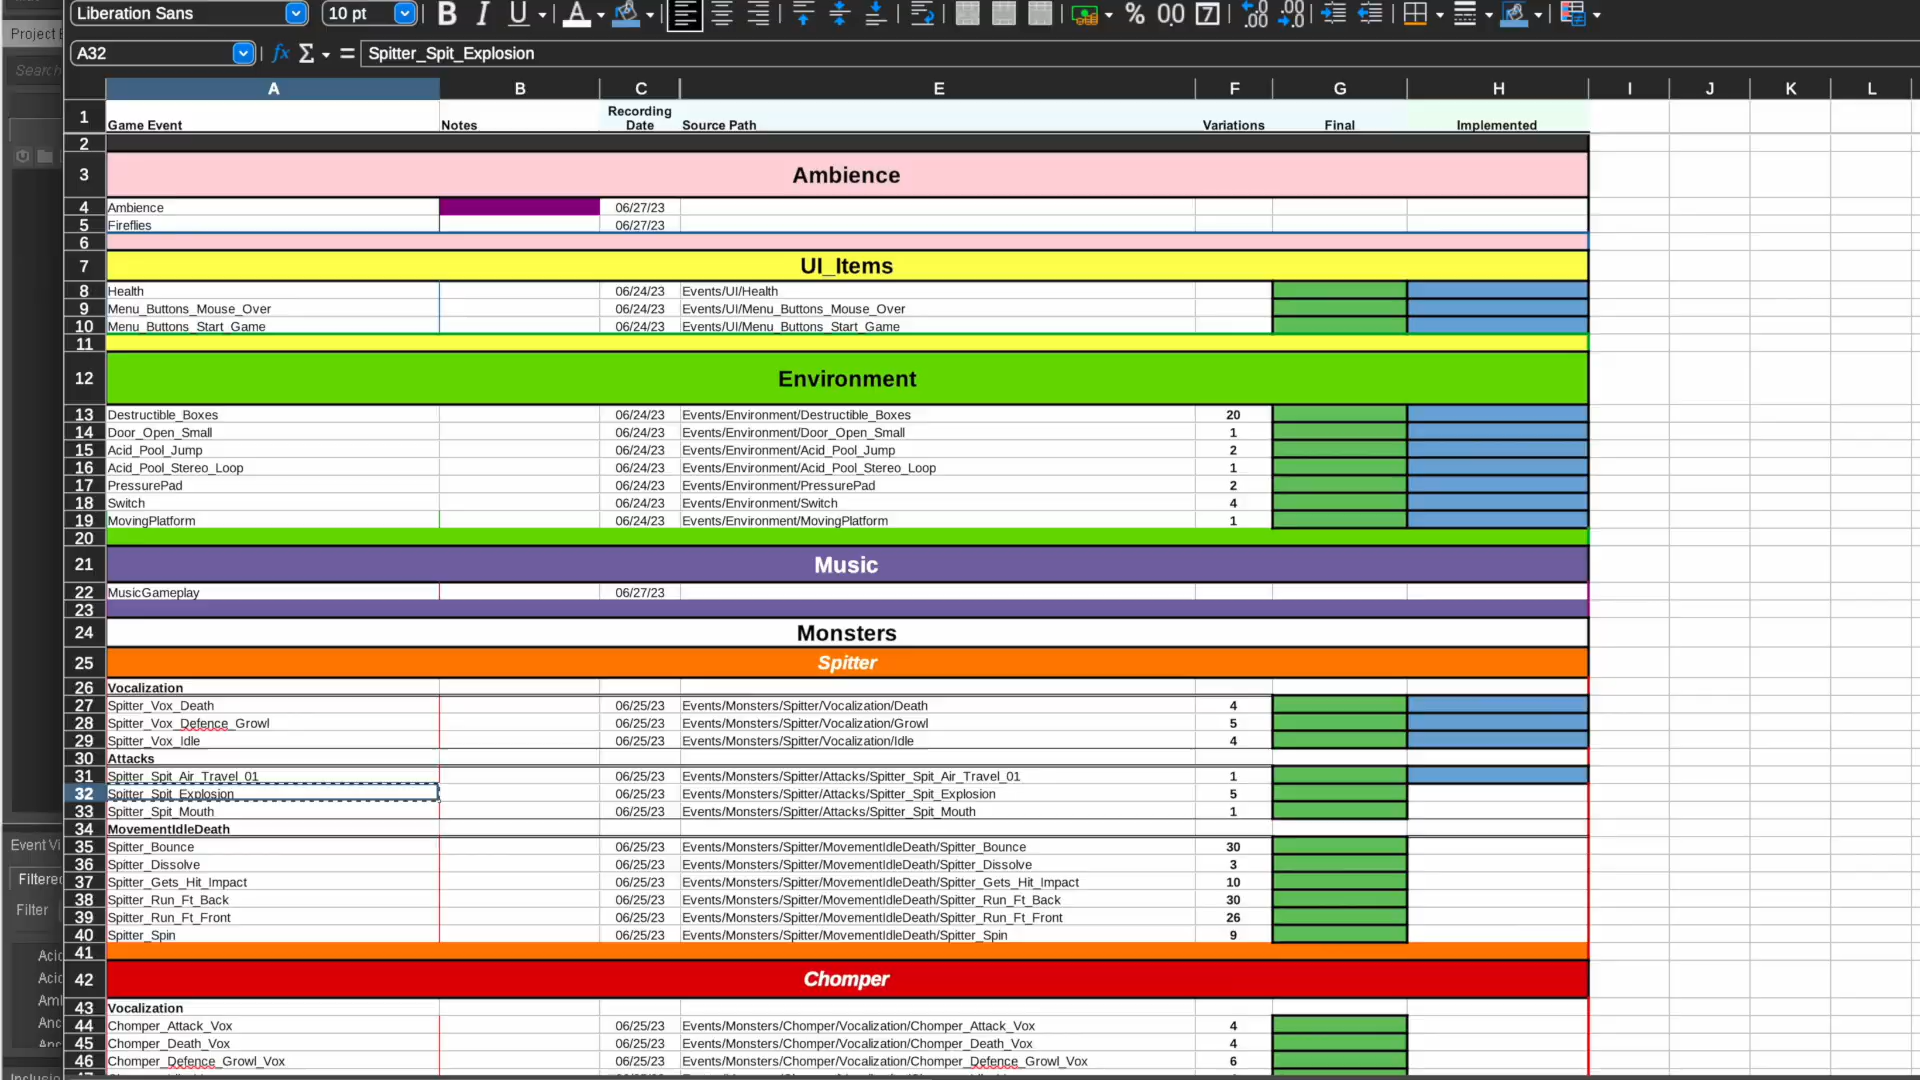 Liberation Sans 10 pt B I U A % 00 7 .00 .00
Project E
A32 fx Σ = Spitter_Spit_Explosion
Search
A B C E F G H I J K L
1 Game Event Notes Recording Date Source Path Variations Final Implemented
2
3 Ambience
4 Ambience 06/27/23
5 Fireflies 06/27/23
6
7 UI_Items
8 Health 06/24/23 Events/UI/Health
9 Menu_Buttons_Mouse_Over 06/24/23 Events/UI/Menu_Buttons_Mouse_Over
10 Menu_Buttons_Start_Game 06/24/23 Events/UI/Menu_Buttons_Start_Game
11
12 Environment
13 Destructible_Boxes 06/24/23 Events/Environment/Destructible_Boxes 20
14 Door_Open_Small 06/24/23 Events/Environment/Door_Open_Small 1
15 Acid_Pool_Jump 06/24/23 Events/Environment/Acid_Pool_Jump 2
16 Acid_Pool_Stereo_Loop 06/24/23 Events/Environment/Acid_Pool_Stereo_Loop 1
17 PressurePad 06/24/23 Events/Environment/PressurePad 2
18 Switch 06/24/23 Events/Environment/Switch 4
19 MovingPlatform 06/24/23 Events/Environment/MovingPlatform 1
20
21 Music
22 MusicGameplay 06/27/23
23
24 Monsters
25 Spitter
26 Vocalization
27 Spitter_Vox_Death 06/25/23 Events/Monsters/Spitter/Vocalization/Death 4
28 Spitter_Vox_Defence_Growl 06/25/23 Events/Monsters/Spitter/Vocalization/Growl 5
29 Spitter_Vox_Idle 06/25/23 Events/Monsters/Spitter/Vocalization/Idle 4
30 Attacks
31 Spitter_Spit_Air_Travel_01 06/25/23 Events/Monsters/Spitter/Attacks/Spitter_Spit_Air_Travel_01 1
32 Spitter_Spit_Explosion 06/25/23 Events/Monsters/Spitter/Attacks/Spitter_Spit_Explosion 5
33 Spitter_Spit_Mouth 06/25/23 Events/Monsters/Spitter/Attacks/Spitter_Spit_Mouth 1
34 MovementIdleDeath
35 Spitter_Bounce 06/25/23 Events/Monsters/Spitter/MovementIdleDeath/Spitter_Bounce 30
36 Spitter_Dissolve 06/25/23 Events/Monsters/Spitter/MovementIdleDeath/Spitter_Dissolve 3
37 Spitter_Gets_Hit_Impact 06/25/23 Events/Monsters/Spitter/MovementIdleDeath/Spitter_Gets_Hit_Impact 10
38 Spitter_Run_Ft_Back 06/25/23 Events/Monsters/Spitter/MovementIdleDeath/Spitter_Run_Ft_Back 30
39 Spitter_Run_Ft_Front 06/25/23 Events/Monsters/Spitter/MovementIdleDeath/Spitter_Run_Ft_Front 26
40 Spitter_Spin 06/25/23 Events/Monsters/Spitter/MovementIdleDeath/Spitter_Spin 9
41
42 Chomper
43 Vocalization
44 Chomper_Attack_Vox 06/25/23 Events/Monsters/Chomper/Vocalization/Chomper_Attack_Vox 4
45 Chomper_Death_Vox 06/25/23 Events/Monsters/Chomper/Vocalization/Chomper_Death_Vox 4
46 Chomper_Defence_Growl_Vox 06/25/23 Events/Monsters/Chomper/Vocalization/Chomper_Defence_Growl_Vox 6
Event Vi
Filtered
Filter
Acid
Acid
Aml
Anc